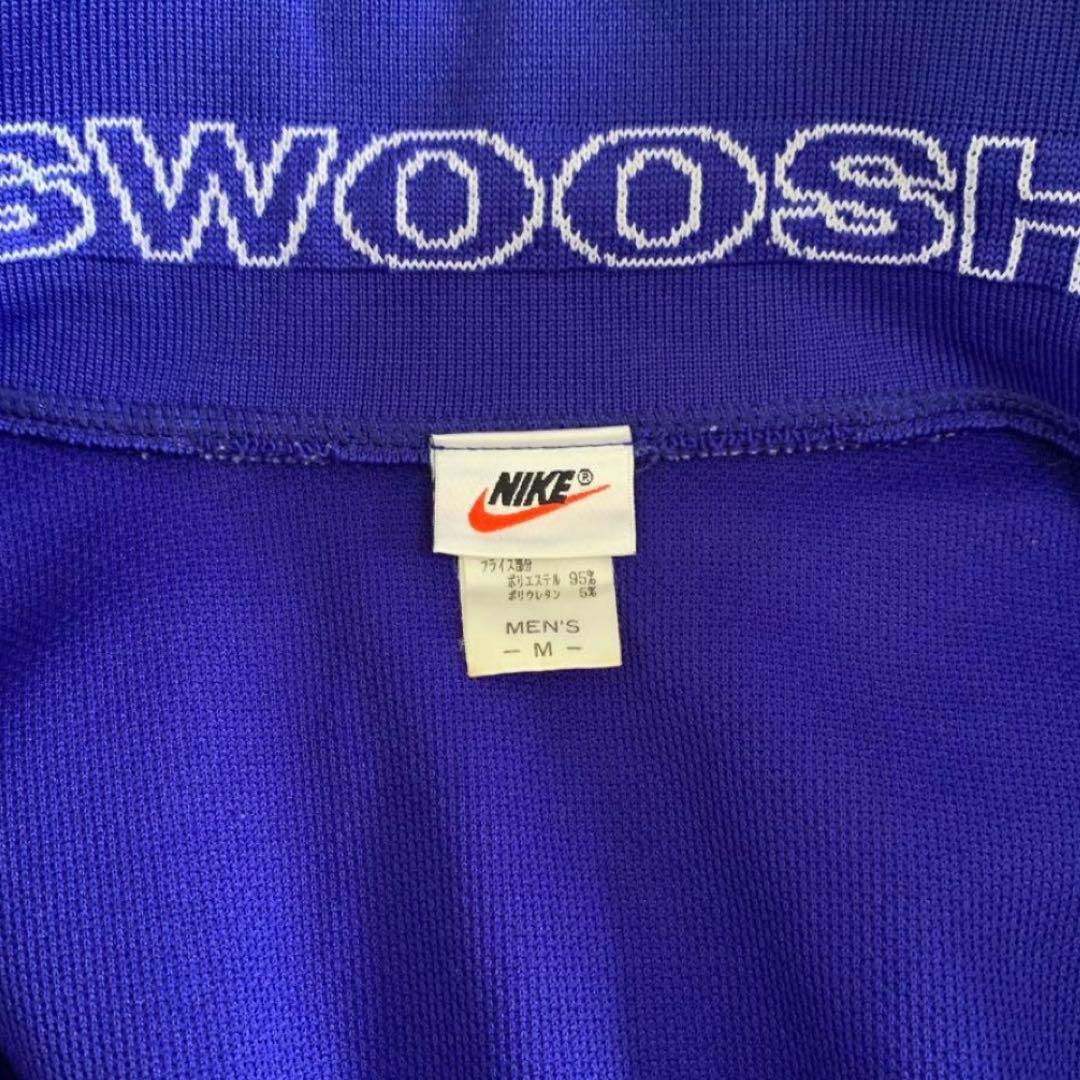 SWOOSH
NIKE®
フライス部分
ポリエステル 95%
ポリウレタン 5%
MEN'S
- M -